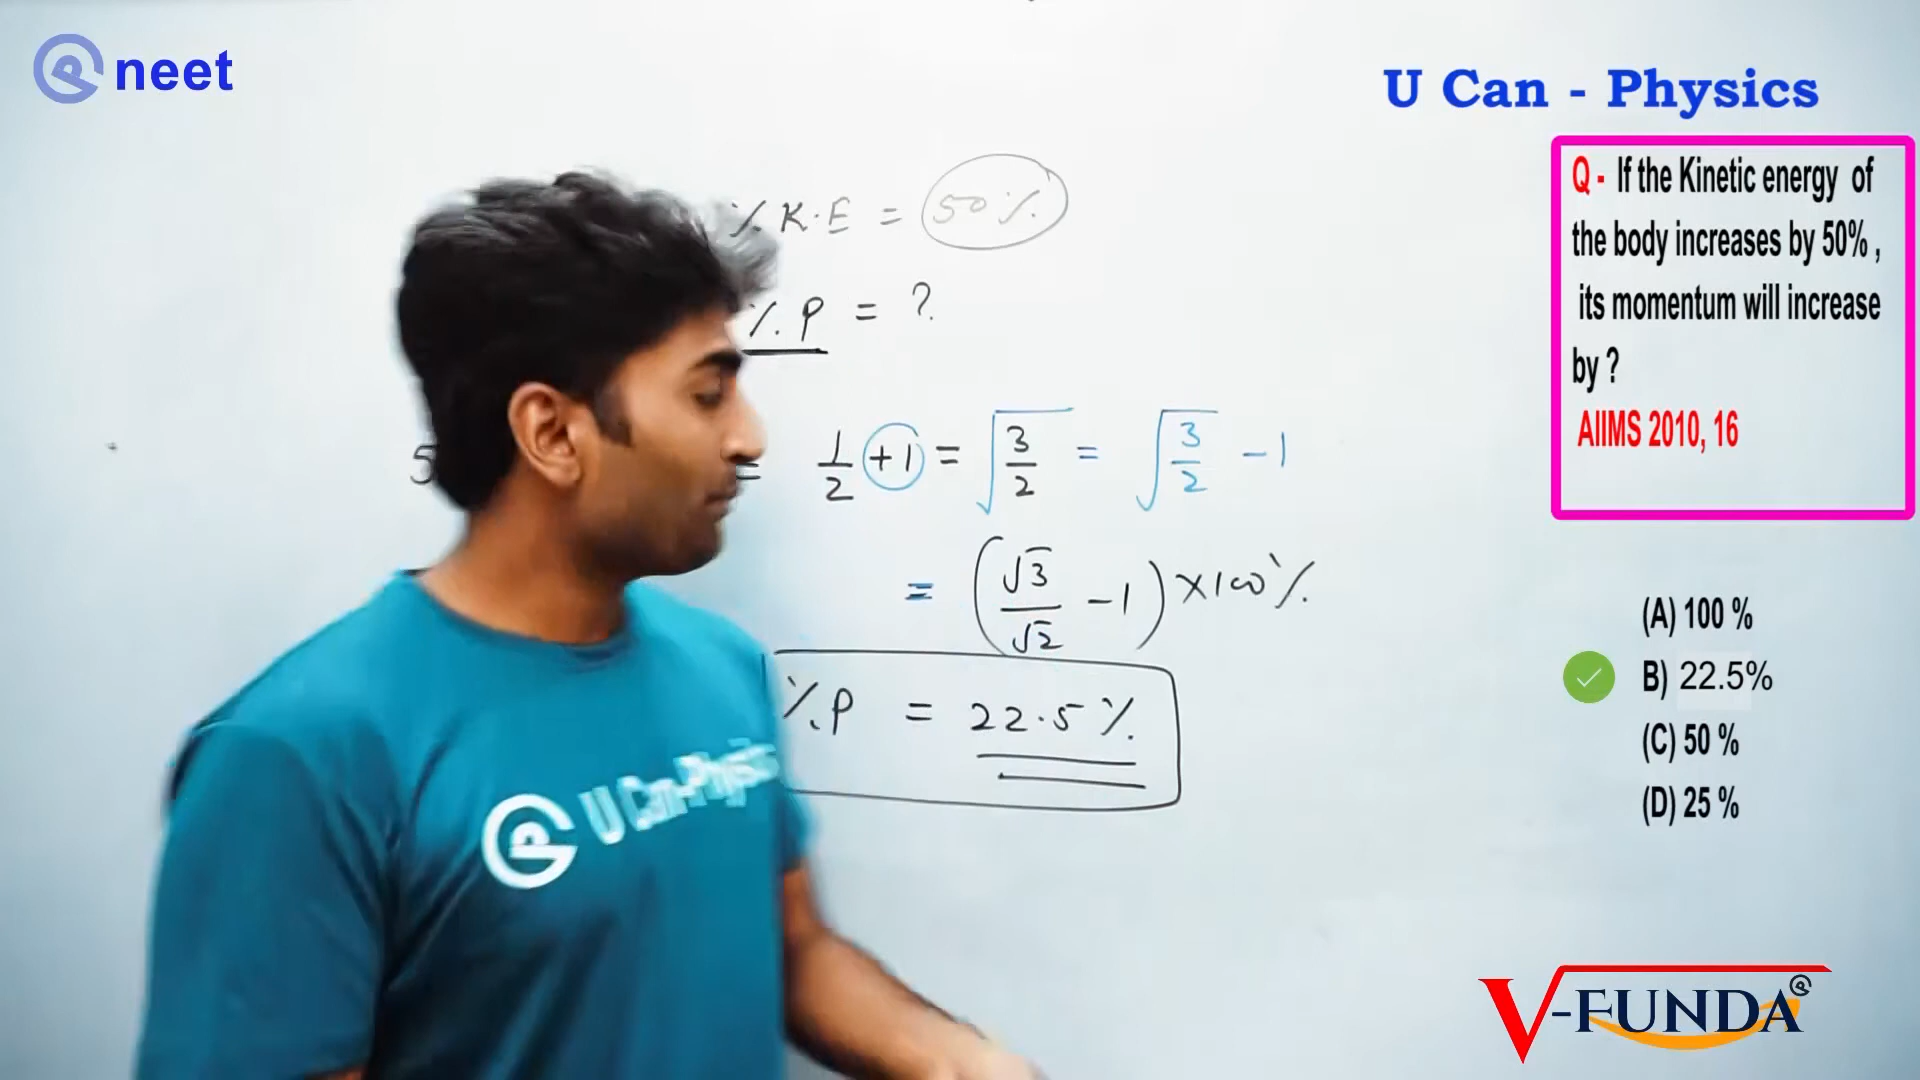 neet
U Can - Physics
Q - If the Kinetic energy of
the body increases by 50% ,
its momentum will increase
by ?
AIIMS 2010, 16
% K.E = 50%
% P = ?
5
= 1/2 +1 = √3/2 = √3/2 -1
= (√3/√2 -1) ×100%
%P = 22.5%
(A) 100 %
B) 22.5%
(C) 50 %
(D) 25 %
U Can-Physics
V-FUNDA